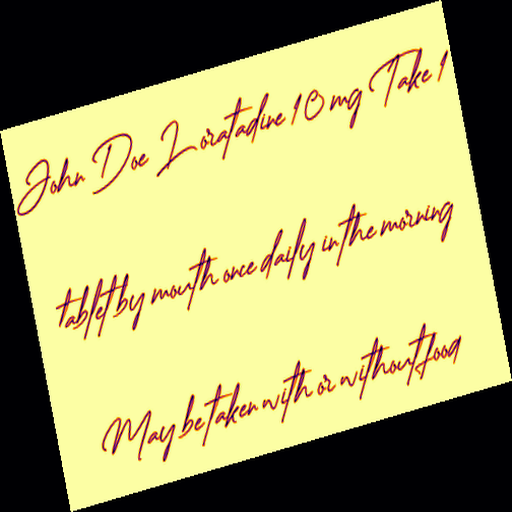 John Doe Loratadine 10 mg Take 1
tablet by mouth once daily in the morning
May be taken with or without food